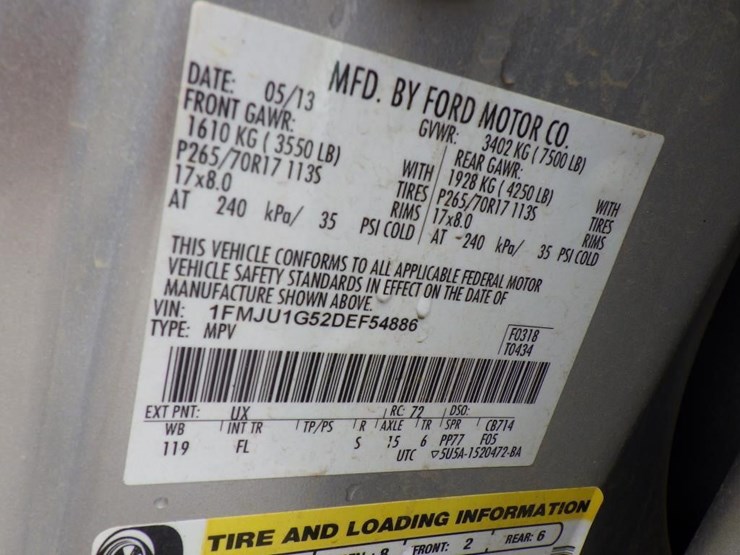 MFD. BY FORD MOTOR CO.
DATE: 05/13 GVWR: 3402 KG (7500 LB)
FRONT GAWR: REAR GAWR:
1610 KG (3550 LB) WITH 1928 KG (4250 LB) WITH
P265/70R17 113S TIRES P265/70R17 113S TIRES
17x8.0 RIMS 17x8.0 RIMS
AT 240 kPa/ 35 PSI COLD AT 240 kPa/ 35 PSI COLD
THIS VEHICLE CONFORMS TO ALL APPLICABLE FEDERAL MOTOR
VEHICLE SAFETY STANDARDS IN EFFECT ON THE DATE OF
MANUFACTURE SHOWN ABOVE.
VIN: 1FMJU1G52DEF54886
TYPE: MPV
F0318
T0434
EXT PNT: UX RC: 72 DSO:
WB INT TR TP/PS R AXLE TR SPR CB714
119 FL S 15 6 PP77 F05
UTC ▽5U5A-1520472-BA
TIRE AND LOADING INFORMATION
8 FRONT: 2 REAR: 6